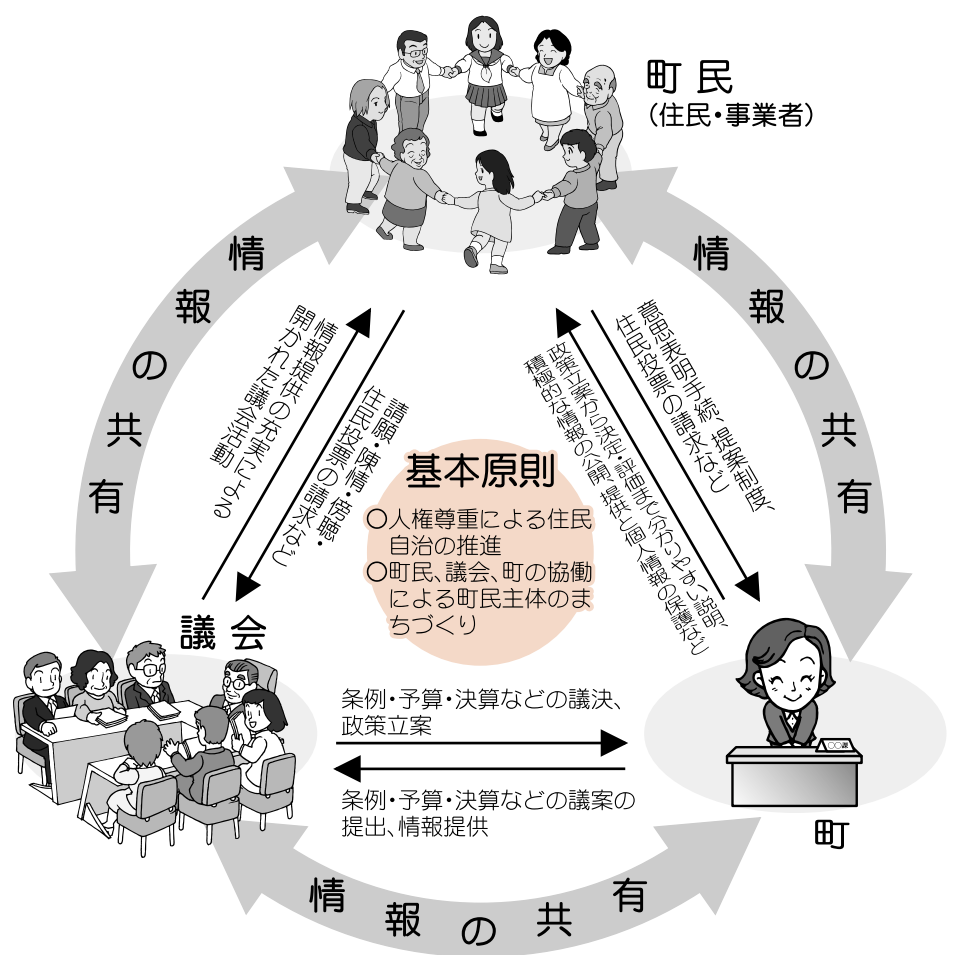 町民
(住民・事業者)
情報の共有
情報の共有
情報提供の充実による
開かれた議会活動
請願・陳情・傍聴・
住民投票の請求など
意思表明手続、提案制度、
住民投票の請求など
政策立案から決定・評価まで分かりやすい説明、
積極的な情報の公開、提供と個人情報の保護など
基本原則
○人権尊重による住民
自治の推進
○町民、議会、町の協働
による町民主体のま
ちづくり
議会
条例・予算・決算などの議決、
政策立案
条例・予算・決算などの議案の
提出、情報提供
○○課
町
情報の共有